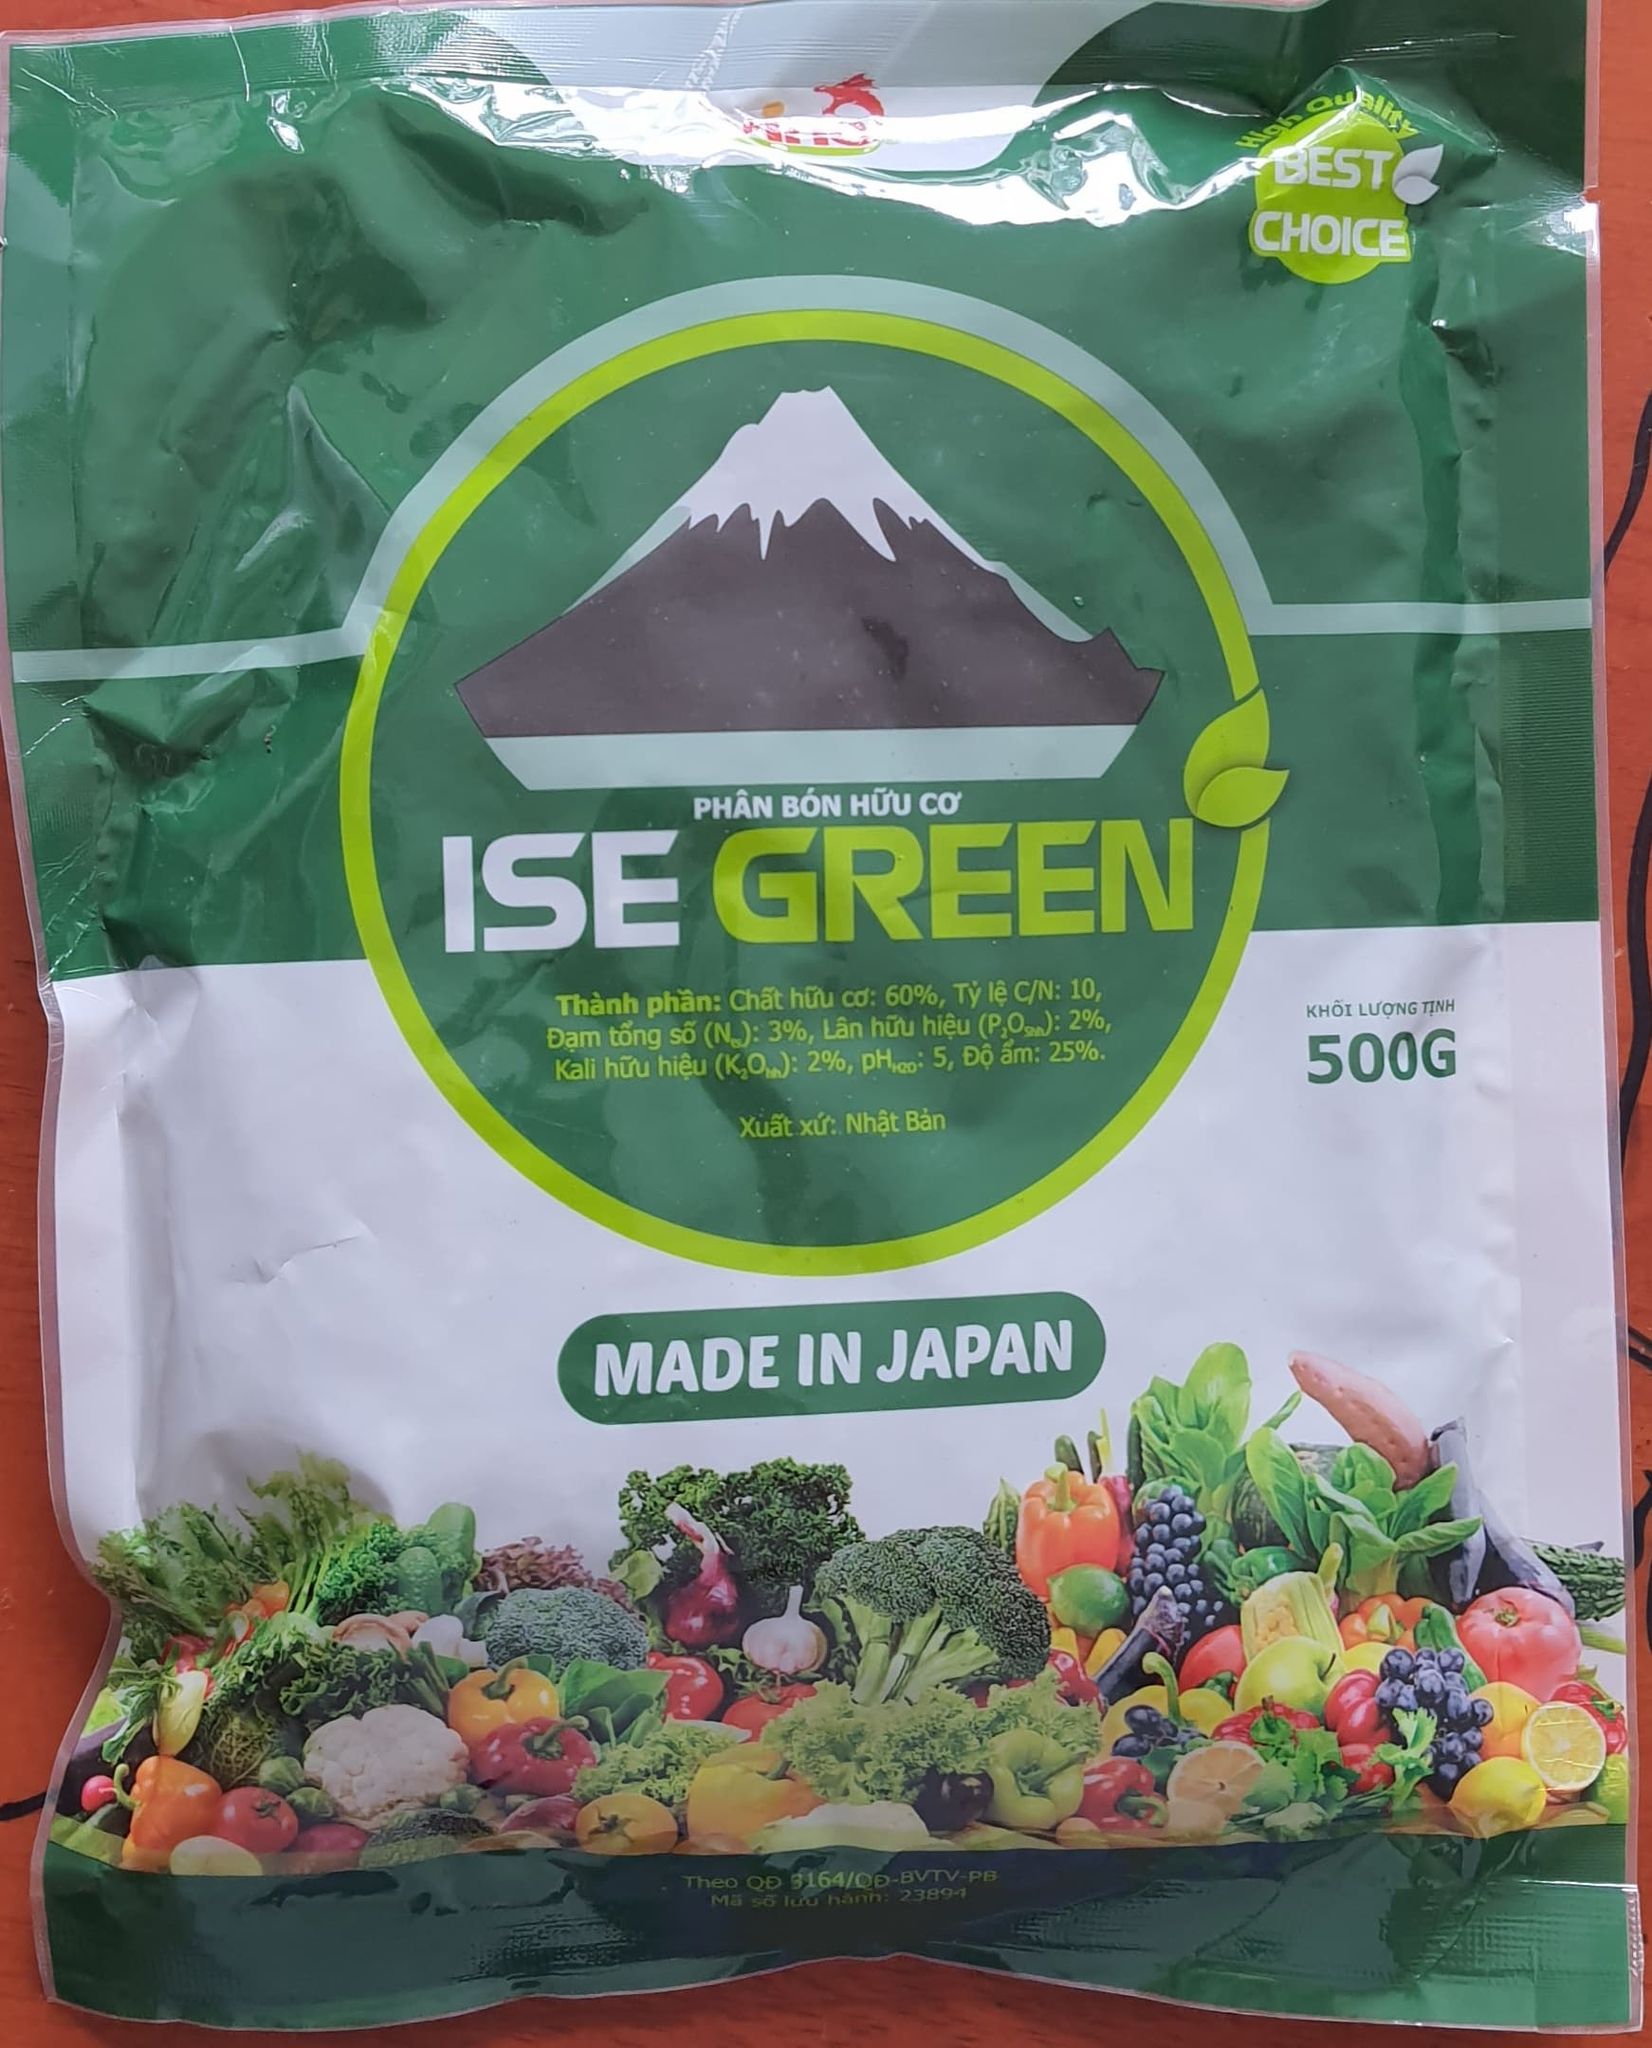 High Quality
BEST
CHOICE
PHÂN BÓN HỮU CƠ
ISE GREEN
Thành phần: Chất hữu cơ: 60%, Tỷ lệ C/N: 10,
Đạm tổng số (Nts): 3%, Lân hữu hiệu (P2O5hh): 2%,
Kali hữu hiệu (K2Ohh): 2%, pHH2O: 5, Độ ẩm: 25%.
Xuất xứ: Nhật Bản
KHỐI LƯỢNG TỊNH
500G
MADE IN JAPAN
Theo QĐ 3164/QĐ-BVTV-PB
Mã số lưu hành: 23894